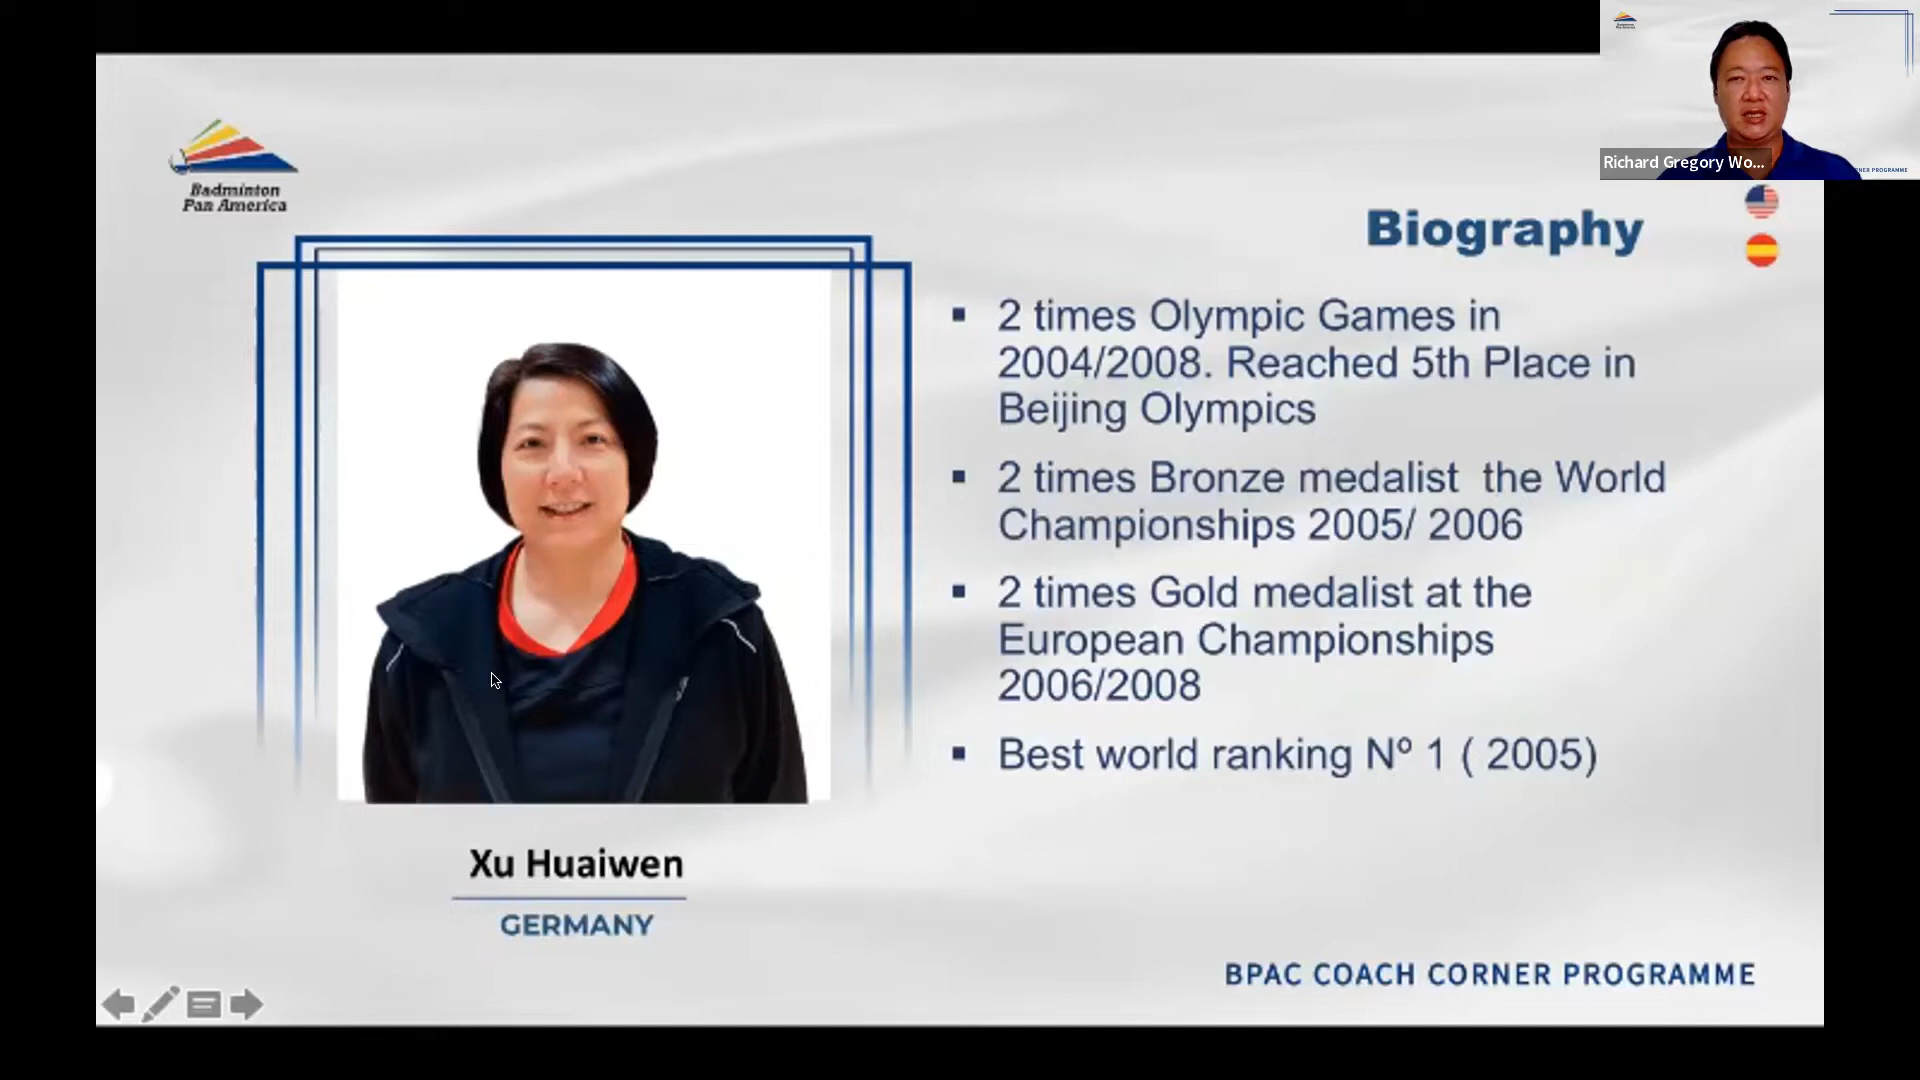 Badminton
Pan America
Richard Gregory Wo...
NER PROGRAMME
Biography
▪ 2 times Olympic Games in
2004/2008. Reached 5th Place in
Beijing Olympics
▪ 2 times Bronze medalist  the World
Championships 2005/ 2006
▪ 2 times Gold medalist at the
European Championships
2006/2008
▪ Best world ranking Nº 1 ( 2005)
Xu Huaiwen
GERMANY
BPAC COACH CORNER PROGRAMME